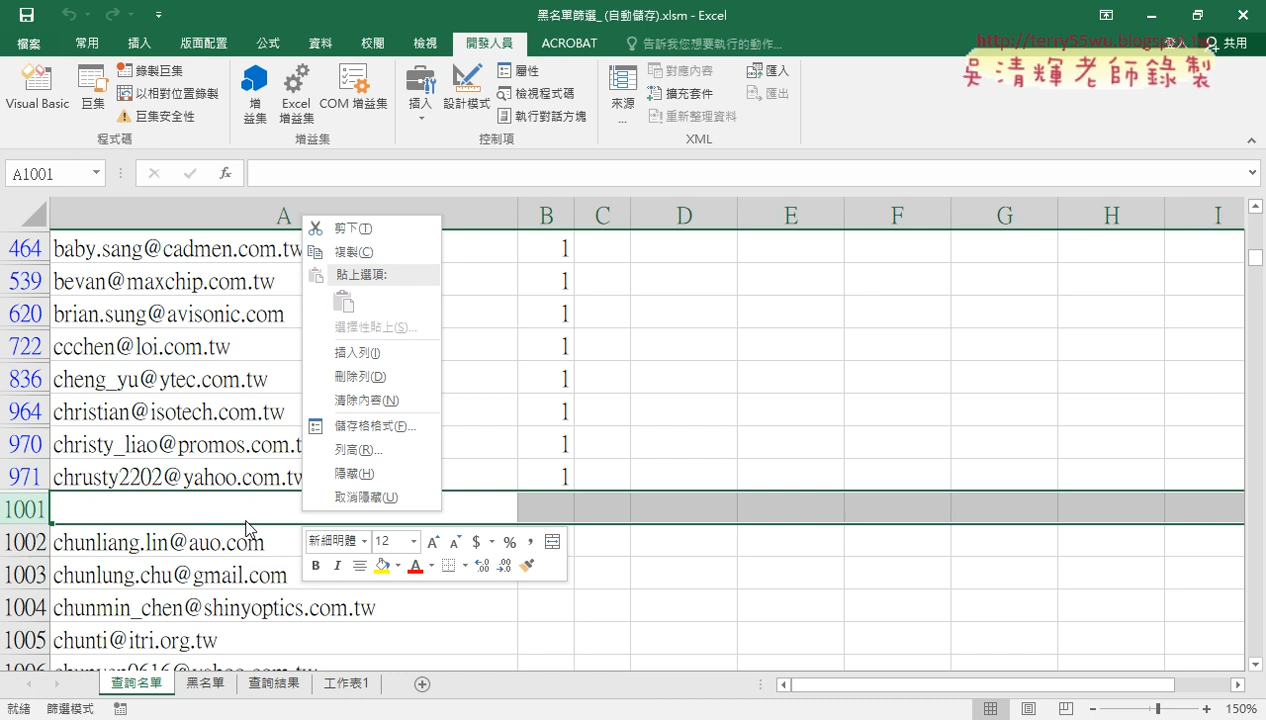 黑名單篩選_ (自動儲存).xlsm - Excel
檔案 常用 插入 版面配置 公式 資料 校閱 檢視 開發人員 ACROBAT 告訴我您想要執行的動作... 登入 共用
http://terry55wu.blogspot.tw
吳清輝老師錄製
Visual Basic 巨集 錄製巨集 以相對位置錄製 巨集安全性 增益集 Excel 增益集 COM 增益集 插入 設計模式 屬性 檢視程式碼 執行對話方塊 來源 ... 對應內容 擴充套件 重新整理資料 匯入 匯出
程式碼 增益集 控制項 XML
A1001 fx
A B C D E F G H I
464 baby.sang@cadmen.com.tw 1
539 bevan@maxchip.com.tw 1
620 brian.sung@avisonic.com 1
722 ccchen@loi.com.tw 1
836 cheng_yu@ytec.com.tw 1
964 christian@isotech.com.tw 1
970 christy_liao@promos.com.t 1
971 chrusty2202@yahoo.com.tw 1
1001
1002 chunliang.lin@auo.com
1003 chunlung.chu@gmail.com
1004 chunmin_chen@shinyoptics.com.tw
1005 chunti@itri.org.tw
剪下(T)
複製(C)
貼上選項:
選擇性貼上(S)...
插入列(I)
刪除列(D)
清除內容(N)
儲存格格式(F)...
列高(R)...
隱藏(H)
取消隱藏(U)
新細明體 12 A A $ % ,
B I A .00 .00
查詢名單 黑名單 查詢結果 工作表1
就緒 篩選模式 150%